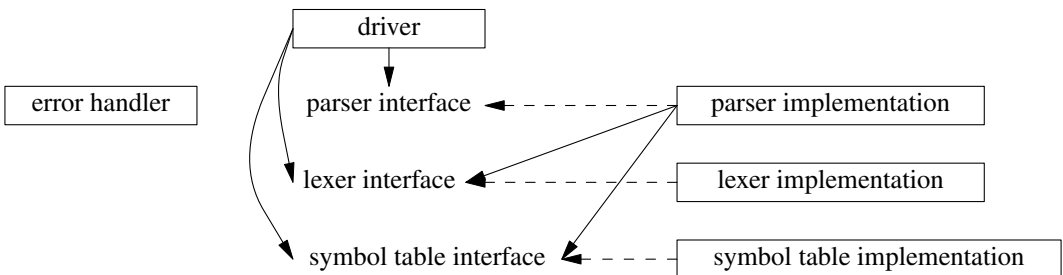 driver
error handler
parser interface
parser implementation
lexer interface
lexer implementation
symbol table interface
symbol table implementation